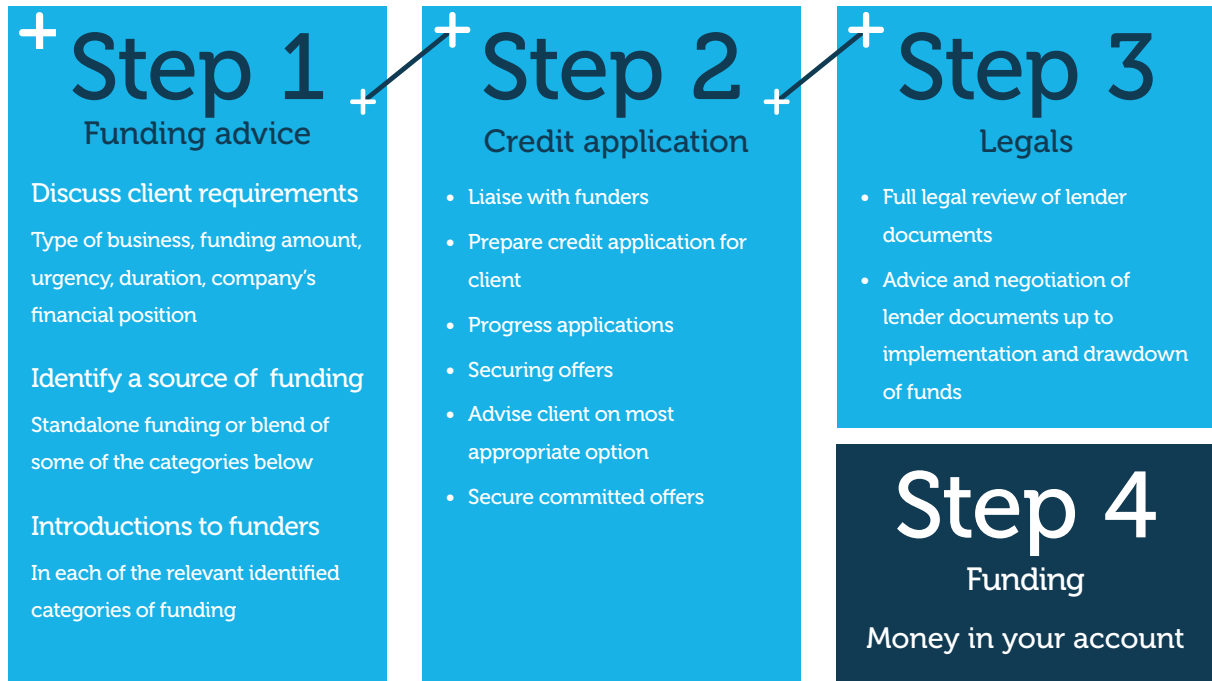 Step 1
Funding advice
Discuss client requirements
Type of business, funding amount,
urgency, duration, company's
financial position
Identify a source of  funding
Standalone funding or blend of
some of the categories below
Introductions to funders
In each of the relevant identified
categories of funding
Step 2
Credit application
• Liaise with funders
• Prepare credit application for
client
• Progress applications
• Securing offers
• Advise client on most
appropriate option
• Secure committed offers
Step 3
Legals
• Full legal review of lender
documents
• Advice and negotiation of
lender documents up to
implementation and drawdown
of funds
Step 4
Funding
Money in your account